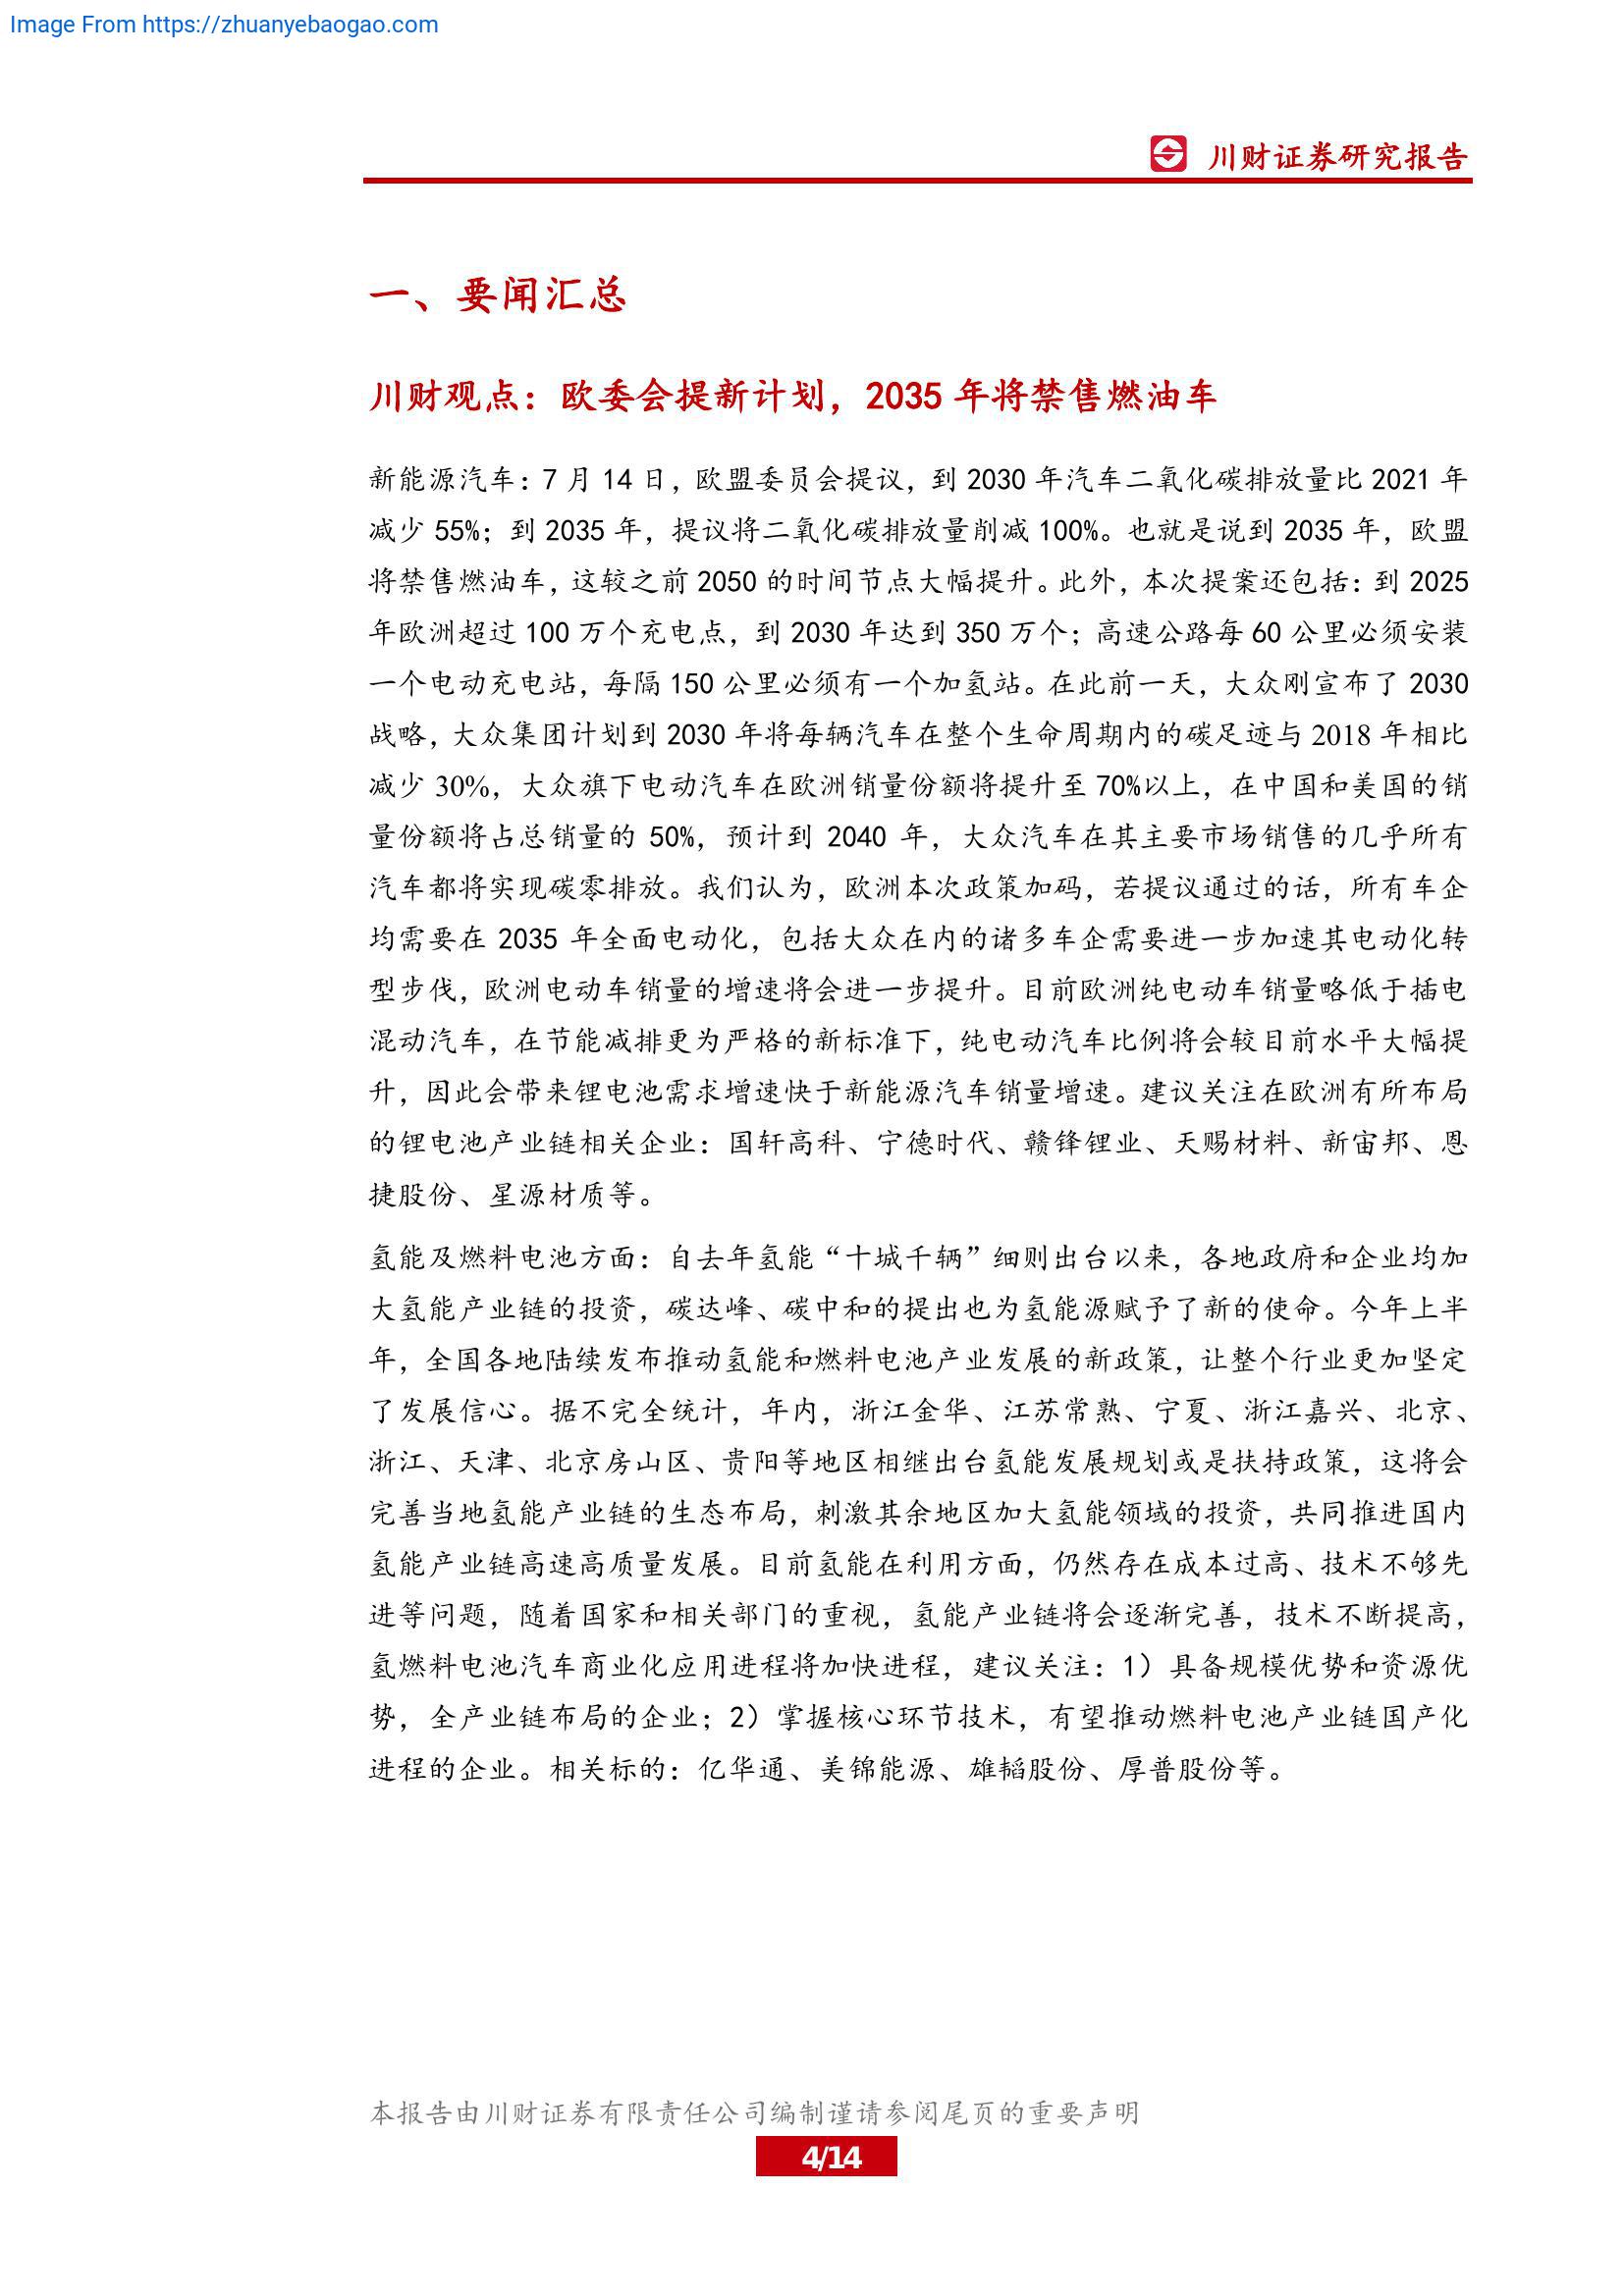 Image From https://zhuanyebaogao.com
川财证券研究报告
一、要闻汇总
川财观点：欧委会提新计划，2035 年将禁售燃油车
新能源汽车：7 月 14 日，欧盟委员会提议，到 2030 年汽车二氧化碳排放量比 2021 年
减少 55%；到 2035 年，提议将二氧化碳排放量削减 100%。也就是说到 2035 年，欧盟
将禁售燃油车，这较之前 2050 的时间节点大幅提升。此外，本次提案还包括：到 2025
年欧洲超过 100 万个充电点，到 2030 年达到 350 万个；高速公路每 60 公里必须安装
一个电动充电站，每隔 150 公里必须有一个加氢站。在此前一天，大众刚宣布了 2030
战略，大众集团计划到 2030 年将每辆汽车在整个生命周期内的碳足迹与 2018 年相比
减少 30%，大众旗下电动汽车在欧洲销量份额将提升至 70%以上，在中国和美国的销
量份额将占总销量的 50%，预计到 2040 年，大众汽车在其主要市场销售的几乎所有
汽车都将实现碳零排放。我们认为，欧洲本次政策加码，若提议通过的话，所有车企
均需要在 2035 年全面电动化，包括大众在内的诸多车企需要进一步加速其电动化转
型步伐，欧洲电动车销量的增速将会进一步提升。目前欧洲纯电动车销量略低于插电
混动汽车，在节能减排更为严格的新标准下，纯电动汽车比例将会较目前水平大幅提
升，因此会带来锂电池需求增速快于新能源汽车销量增速。建议关注在欧洲有所布局
的锂电池产业链相关企业：国轩高科、宁德时代、赣锋锂业、天赐材料、新宙邦、恩
捷股份、星源材质等。
氢能及燃料电池方面：自去年氢能“十城千辆”细则出台以来，各地政府和企业均加
大氢能产业链的投资，碳达峰、碳中和的提出也为氢能源赋予了新的使命。今年上半
年，全国各地陆续发布推动氢能和燃料电池产业发展的新政策，让整个行业更加坚定
了发展信心。据不完全统计，年内，浙江金华、江苏常熟、宁夏、浙江嘉兴、北京、
浙江、天津、北京房山区、贵阳等地区相继出台氢能发展规划或是扶持政策，这将会
完善当地氢能产业链的生态布局，刺激其余地区加大氢能领域的投资，共同推进国内
氢能产业链高速高质量发展。目前氢能在利用方面，仍然存在成本过高、技术不够先
进等问题，随着国家和相关部门的重视，氢能产业链将会逐渐完善，技术不断提高，
氢燃料电池汽车商业化应用进程将加快进程，建议关注：1）具备规模优势和资源优
势，全产业链布局的企业；2）掌握核心环节技术，有望推动燃料电池产业链国产化
进程的企业。相关标的：亿华通、美锦能源、雄韬股份、厚普股份等。
本报告由川财证券有限责任公司编制谨请参阅尾页的重要声明
4/14